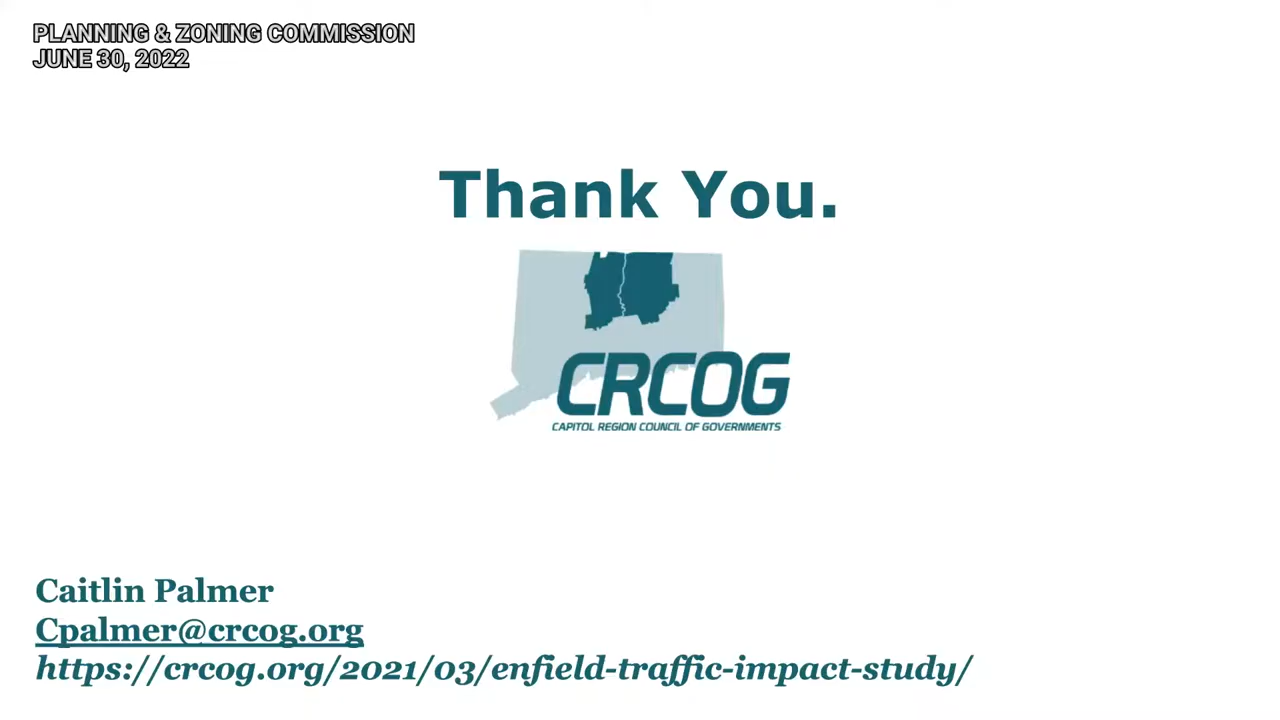 PLANNING & ZONING COMMISSION
JUNE 30, 2022
Thank You.
CRCOG
CAPITOL REGION COUNCIL OF GOVERNMENTS
Caitlin Palmer
Cpalmer@crcog.org
https://crcog.org/2021/03/enfield-traffic-impact-study/